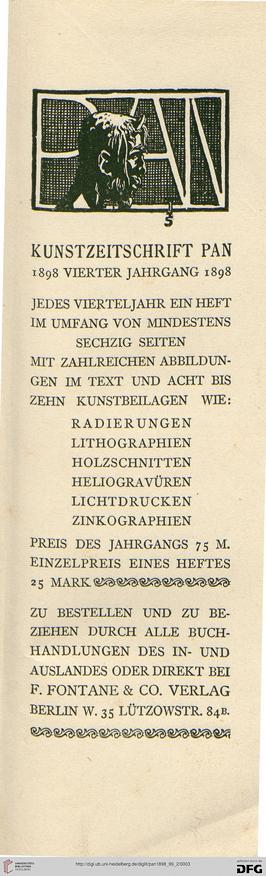 PAN
KUNSTZEITSCHRIFT PAN
1898 VIERTER JAHRGANG 1898
JEDES VIERTELJAHR EIN HEFT
IM UMFANG VON MINDESTENS
SECHZIG SEITEN
MIT ZAHLREICHEN ABBILDUN-
GEN IM TEXT UND ACHT BIS
ZEHN KUNSTBEILAGEN WIE:
RADIERUNGEN
LITHOGRAPHIEN
HOLZSCHNITTEN
HELIOGRAVÜREN
LICHTDRUCKEN
ZINKOGRAPHIEN
PREIS DES JAHRGANGS 75 M.
EINZELPREIS EINES HEFTES
25 MARK
ZU BESTELLEN UND ZU BE-
ZIEHEN DURCH ALLE BUCH-
HANDLUNGEN DES IN- UND
AUSLANDES ODER DIREKT BEI
F. FONTANE & CO. VERLAG
BERLIN W. 35 LÜTZOWSTR. 84B.
UNIVERSITÄTS-
BIBLIOTHEK
HEIDELBERG
http://digi.ub.uni-heidelberg.de/diglit/pan1898_99_2/0003
DFG